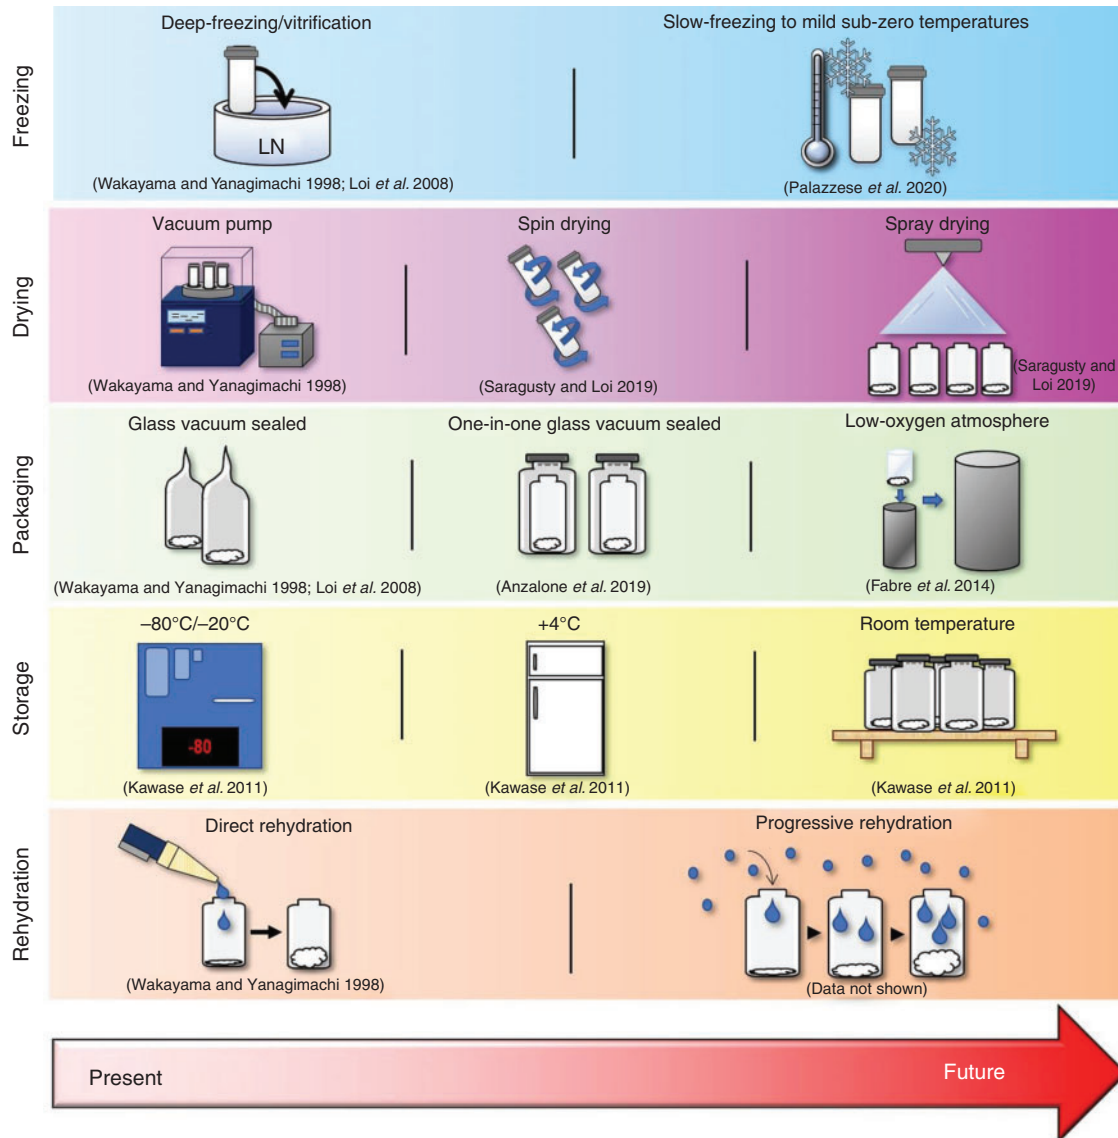 Freezing
Deep-freezing/vitrification
LN
(Wakayama and Yanagimachi 1998; Loi et al. 2008)
Slow-freezing to mild sub-zero temperatures
(Palazzese et al. 2020)
Drying
Vacuum pump
(Wakayama and Yanagimachi 1998)
Spin drying
(Saragusty and Loi 2019)
Spray drying
(Saragusty and
Loi 2019)
Packaging
Glass vacuum sealed
(Wakayama and Yanagimachi 1998; Loi et al. 2008)
One-in-one glass vacuum sealed
(Anzalone et al. 2019)
Low-oxygen atmosphere
(Fabre et al. 2014)
Storage
–80°C/–20°C
-80
(Kawase et al. 2011)
+4°C
(Kawase et al. 2011)
Room temperature
(Kawase et al. 2011)
Rehydration
Direct rehydration
(Wakayama and Yanagimachi 1998)
Progressive rehydration
(Data not shown)
Present
Future